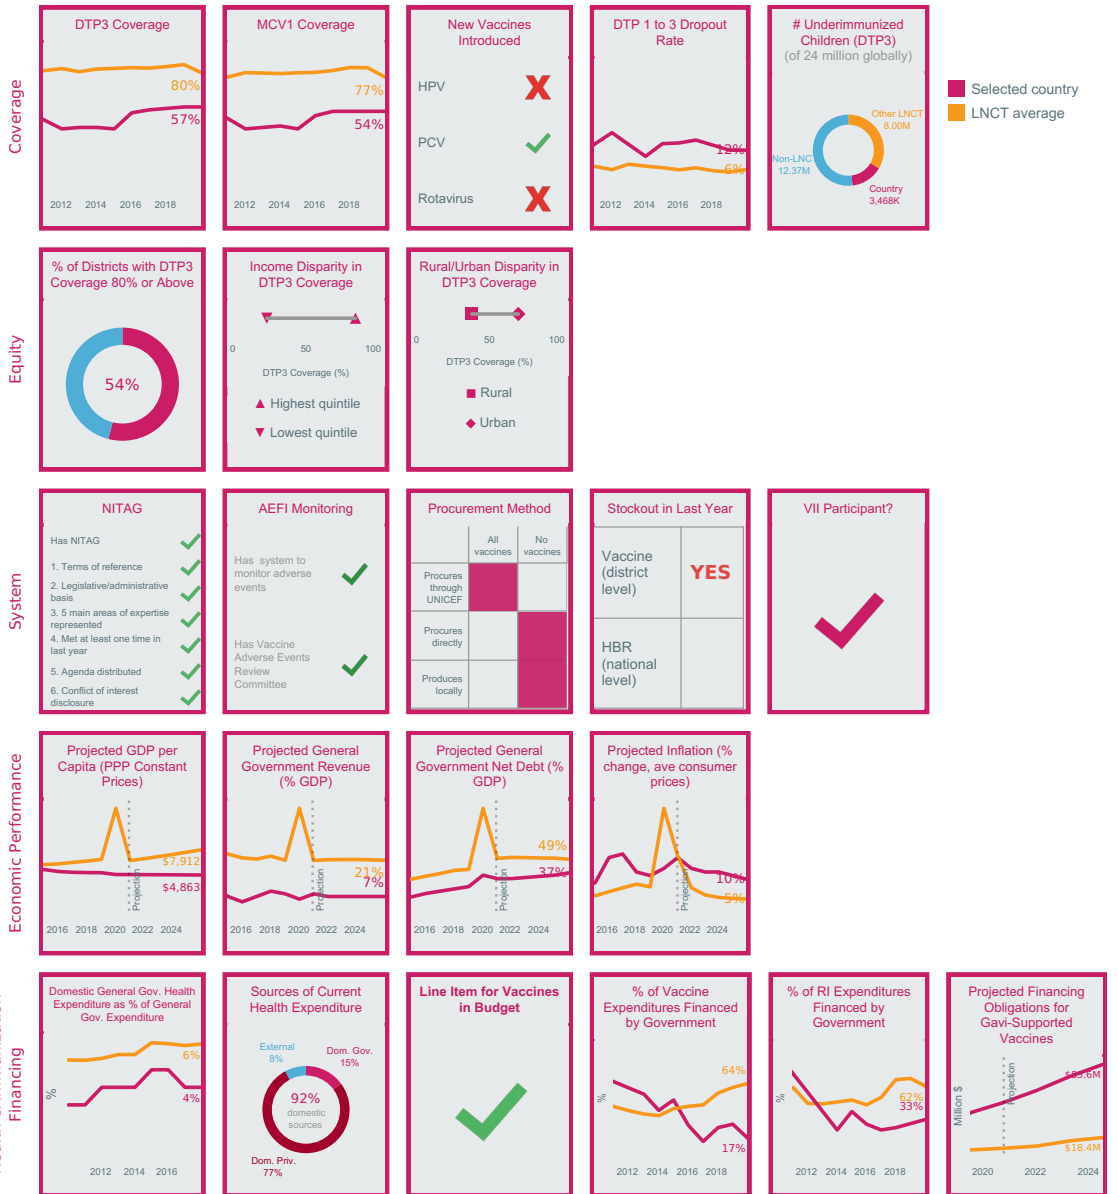 Coverage
DTP3 Coverage
80%
57%
2012 2014 2016 2018
MCV1 Coverage
77%
54%
2012 2014 2016 2018
New Vaccines
Introduced
HPV
PCV
Rotavirus
DTP 1 to 3 Dropout
Rate
12%
6%
2012 2014 2016 2018
# Underimmunized
Children (DTP3)
(of 24 million globally)
Other LNCT
8.00M
Non-LNCT
12.37M
Country
3,468K
Selected country
LNCT average
Equity
% of Districts with DTP3
Coverage 80% or Above
54%
Income Disparity in
DTP3 Coverage
0 50 100
DTP3 Coverage (%)
Highest quintile
Lowest quintile
Rural/Urban Disparity in
DTP3 Coverage
0 50 100
DTP3 Coverage (%)
Rural
Urban
System
NITAG
Has NITAG
1. Terms of reference
2. Legislative/administrative
basis
3. 5 main areas of expertise
represented
4. Met at least one time in
last year
5. Agenda distributed
6. Conflict of interest
disclosure
AEFI Monitoring
Has system to
monitor adverse
events
Has Vaccine
Adverse Events
Review
Committee
Procurement Method
All
vaccines
No
vaccines
Procures
through
UNICEF
Procures
directly
Produces
locally
Stockout in Last Year
Vaccine
(district
level)
YES
HBR
(national
level)
VII Participant?
Economic Performance
Projected GDP per
Capita (PPP Constant
Prices)
$7,912
$4,863
Projection
2016 2018 2020 2022 2024
Projected General
Government Revenue
(% GDP)
21%
7%
Projection
2016 2018 2020 2022 2024
Projected General
Government Net Debt (%
GDP)
49%
37%
Projection
2016 2018 2020 2022 2024
Projected Inflation (%
change, ave consumer
prices)
10%
5%
Projection
2016 2018 2020 2022 2024
Financing
Domestic General Gov. Health
Expenditure as % of General
Gov. Expenditure
%
6%
4%
2012 2014 2016
Sources of Current
Health Expenditure
External
8%
Dom. Gov.
15%
92%
domestic
sources
Dom. Priv.
77%
Line Item for Vaccines
in Budget
% of Vaccine
Expenditures Financed
by Government
%
64%
17%
2012 2014 2016 2018
% of RI Expenditures
Financed by
Government
%
62%
33%
2012 2014 2016 2018
Projected Financing
Obligations for
Gavi-Supported
Vaccines
Million $
Projection
$18.4M
2020 2022 2024